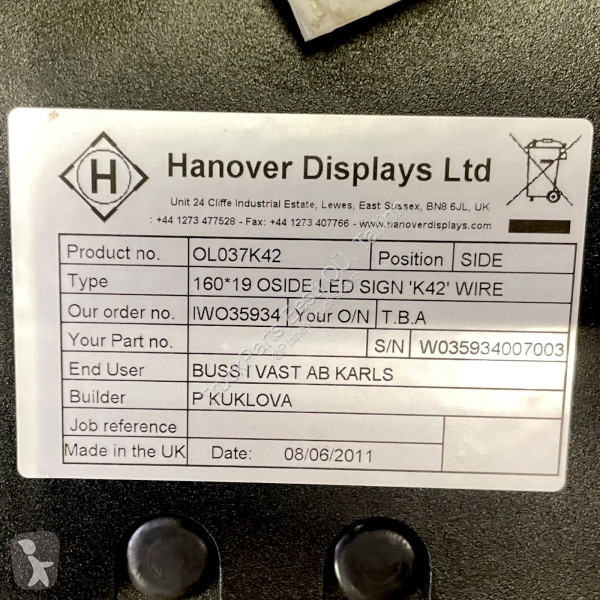 H
Hanover Displays Ltd
Unit 24 Cliffe Industrial Estate, Lewes, East Sussex, BN8 6JL, UK
: +44 1273 477528 - Fax: +44 1273 407766 - www.hanoverdisplays.com
Product no. OL037K42 Position SIDE
Type 160*19 OSIDE LED SIGN 'K42' WIRE
Our order no. IWO35934 Your O/N T.B.A
Your Part no. S/N W035934007003
End User BUSS I VAST AB KARLS
Builder P KUKLOVA
Job reference
Made in the UK Date: 08/06/2011